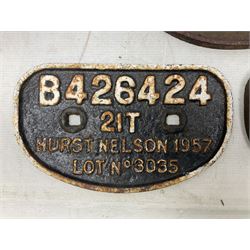 B426424
21T
HURST NELSON 1957
LOT Nº 3035